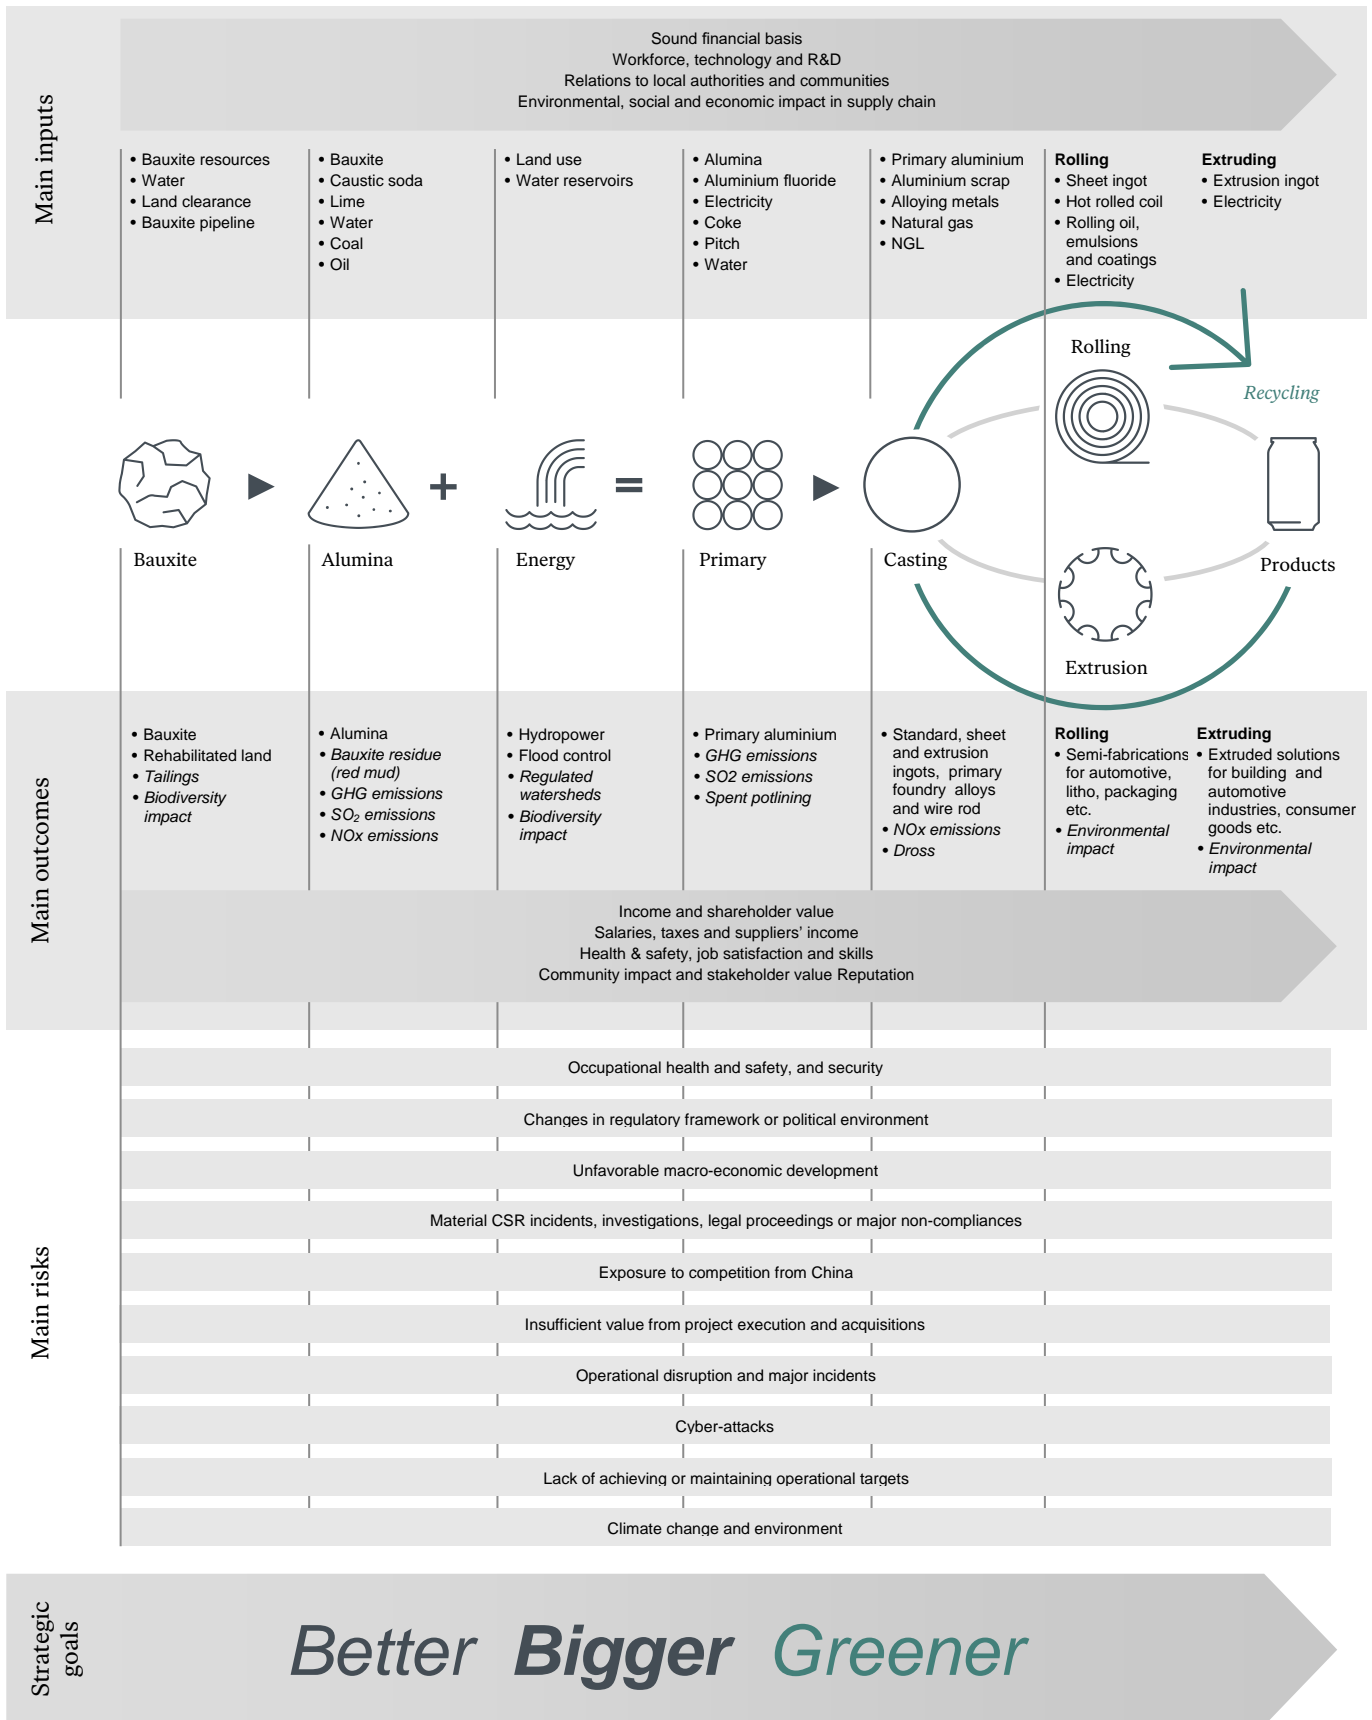 Main inputs
Sound financial basis
Workforce, technology and R&D
Relations to local authorities and communities
Environmental, social and economic impact in supply chain
• Bauxite resources
• Water
• Land clearance
• Bauxite pipeline
• Bauxite
• Caustic soda
• Lime
• Water
• Coal
• Oil
• Land use
• Water reservoirs
• Alumina
• Aluminium fluoride
• Electricity
• Coke
• Pitch
• Water
• Primary aluminium
• Aluminium scrap
• Alloying metals
• Natural gas
• NGL
Rolling
• Sheet ingot
• Hot rolled coil
• Rolling oil,
emulsions
and coatings
• Electricity
Extruding
• Extrusion ingot
• Electricity
Rolling
Recycling
Bauxite
Alumina
Energy
Primary
Casting
Products
Extrusion
Main outcomes
• Bauxite
• Rehabilitated land
• Tailings
• Biodiversity
impact
• Alumina
• Bauxite residue
(red mud)
• GHG emissions
• SO₂ emissions
• NOx emissions
• Hydropower
• Flood control
• Regulated
watersheds
• Biodiversity
impact
• Primary aluminium
• GHG emissions
• SO2 emissions
• Spent potlining
• Standard, sheet
and extrusion
ingots, primary
foundry alloys
and wire rod
• NOx emissions
• Dross
Rolling
• Semi-fabrications
for automotive,
litho, packaging
etc.
• Environmental
impact
Extruding
• Extruded solutions
for building and
automotive
industries, consumer
goods etc.
• Environmental
impact
Income and shareholder value
Salaries, taxes and suppliers’ income
Health & safety, job satisfaction and skills
Community impact and stakeholder value Reputation
Main risks
Occupational health and safety, and security
Changes in regulatory framework or political environment
Unfavorable macro-economic development
Material CSR incidents, investigations, legal proceedings or major non-compliances
Exposure to competition from China
Insufficient value from project execution and acquisitions
Operational disruption and major incidents
Cyber-attacks
Lack of achieving or maintaining operational targets
Climate change and environment
Strategic
goals
Better Bigger Greener